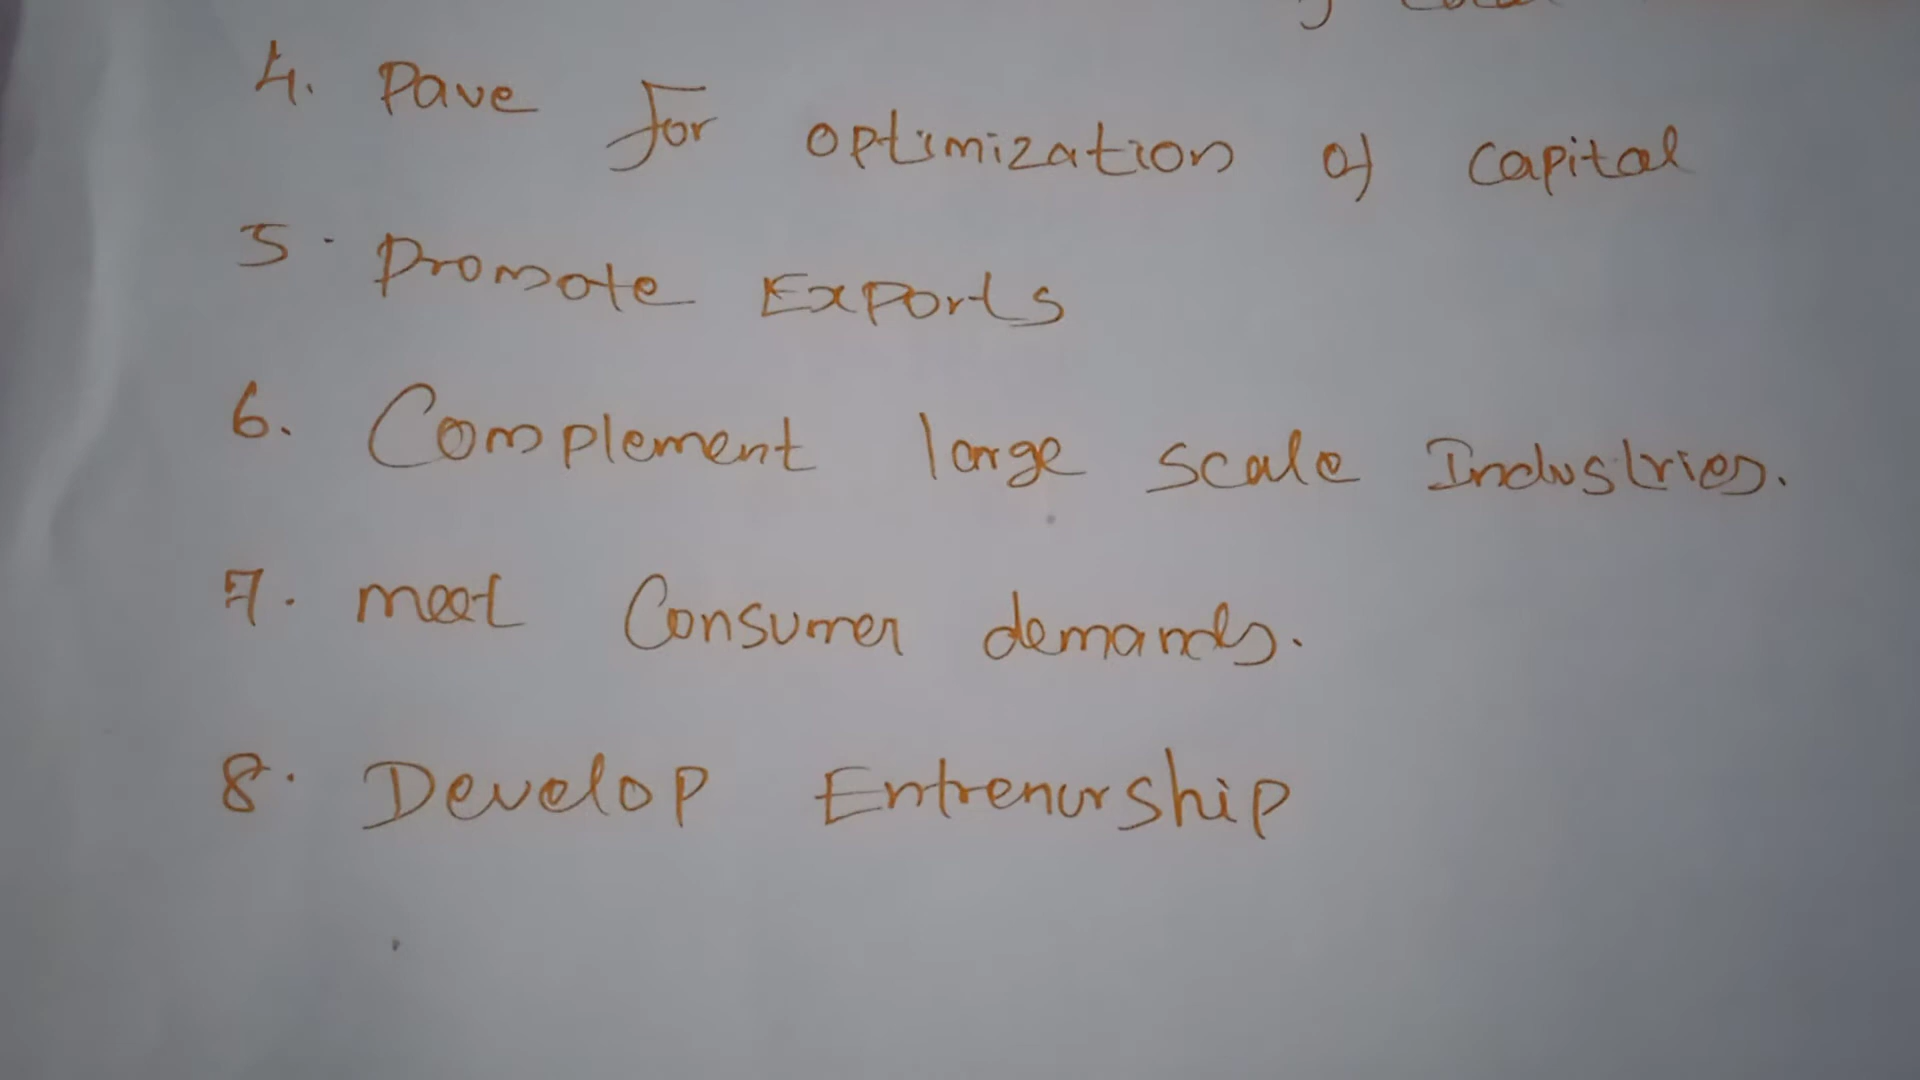 4. Pave for optimization of capital
5. Promote Exports
6. Complement large scale Industries.
7. meet Consumer demands.
8. Develop Entrenurship